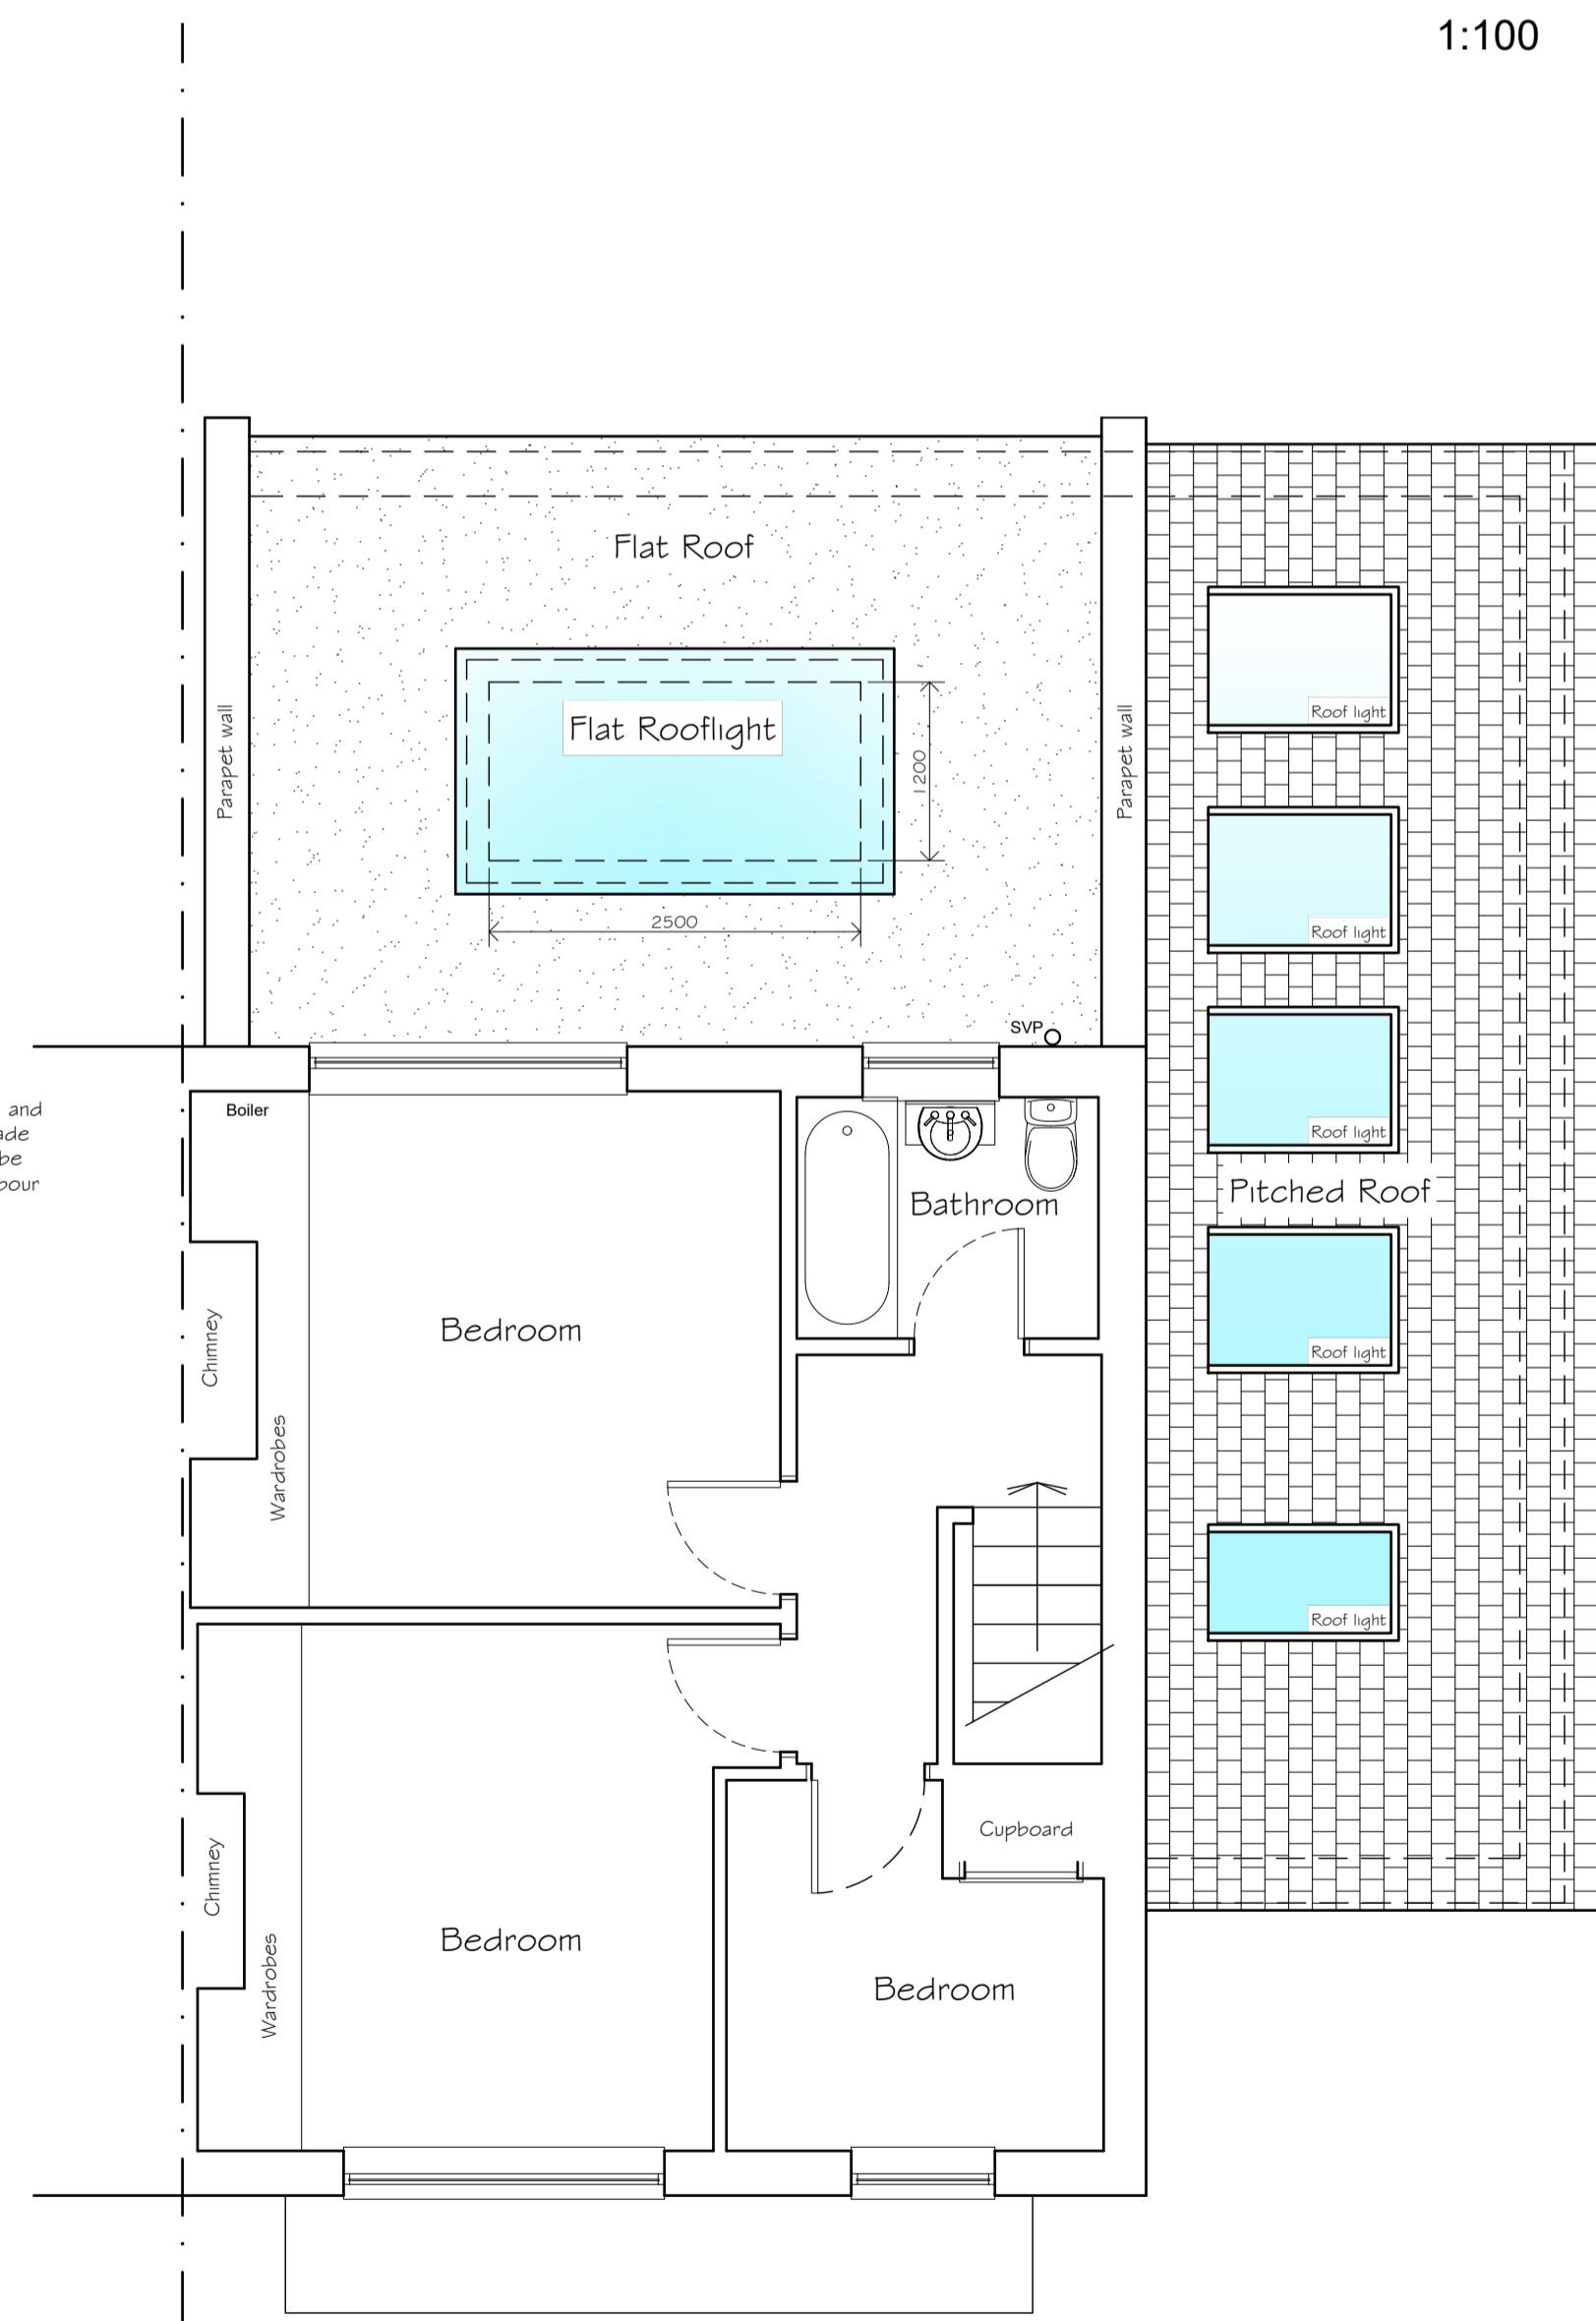 1:100
Flat Roof
Flat Rooflight
Parapet wall
1200
Parapet wall
2500
Roof light
Roof light
SVP
Boiler
and
ade
be
bour
Roof light
Pitched Roof
Bathroom
Bedroom
Chimney
Roof light
Wardrobes
Roof light
Cupboard
Chimney
Bedroom
Wardrobes
Bedroom